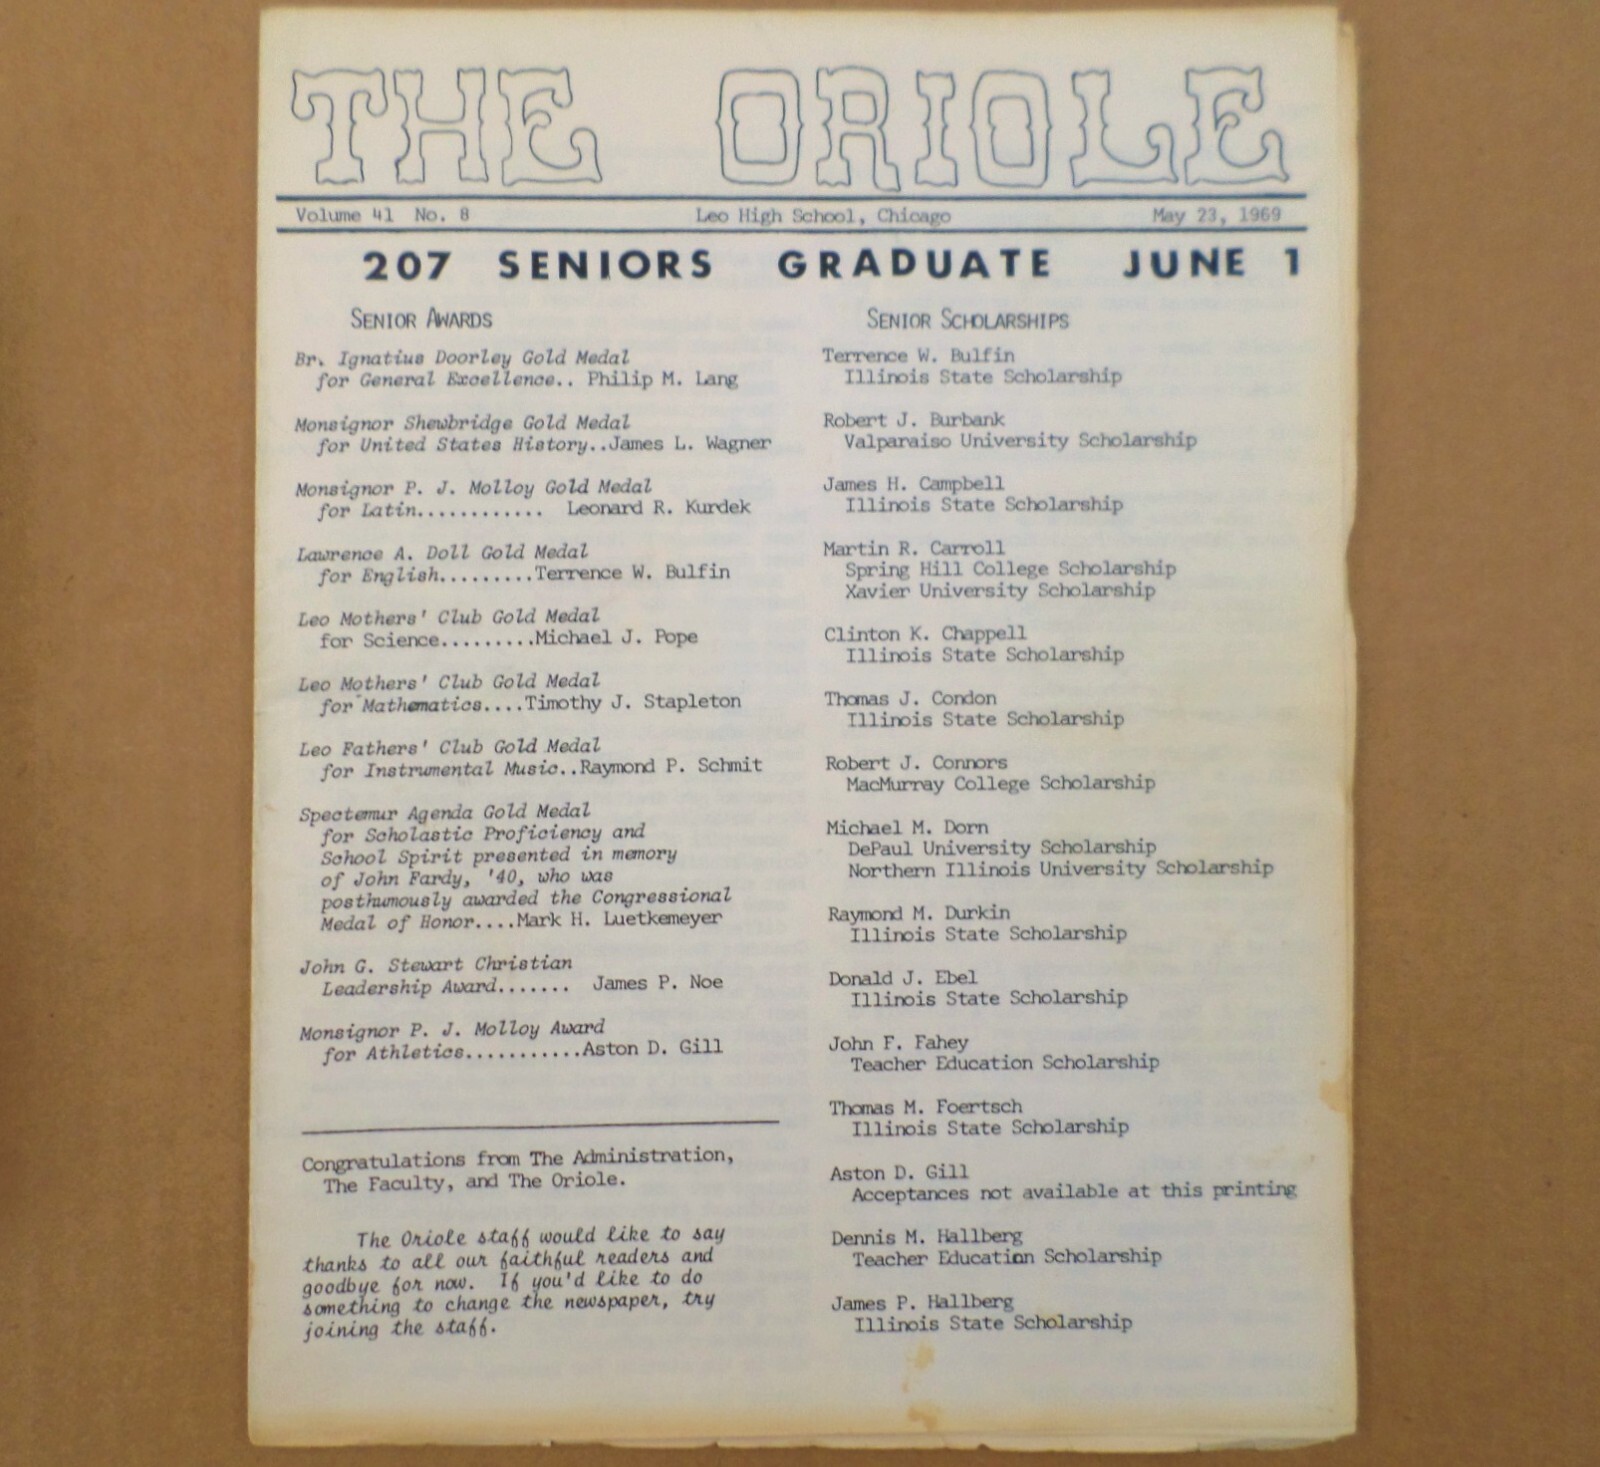 THE ORIOLE
Volume 41 No. 8 Leo High School, Chicago May 23, 1969
207 SENIORS GRADUATE JUNE 1
SENIOR AWARDS
Br. Ignatius Doorley Gold Medal
for General Excellence.. Philip M. Lang
Monsignor Shewbridge Gold Medal
for United States History..James L. Wagner
Monsignor P. J. Molloy Gold Medal
for Latin............ Leonard R. Kurdek
Lawrence A. Doll Gold Medal
for English.........Terrence W. Bulfin
Leo Mothers' Club Gold Medal
for Science.........Michael J. Pope
Leo Mothers' Club Gold Medal
for Mathematics....Timothy J. Stapleton
Leo Fathers' Club Gold Medal
for Instrumental Music..Raymond P. Schmit
Spectemur Agenda Gold Medal
for Scholastic Proficiency and
School Spirit presented in memory
of John Fardy, '40, who was
posthumously awarded the Congressional
Medal of Honor....Mark H. Luetkemeyer
John G. Stewart Christian
Leadership Award....... James P. Noe
Monsignor P. J. Molloy Award
for Athletics...........Aston D. Gill
Congratulations from The Administration,
The Faculty, and The Oriole.
The Oriole staff would like to say
thanks to all our faithful readers and
goodbye for now. If you'd like to do
something to change the newspaper, try
joining the staff.
SENIOR SCHOLARSHIPS
Terrence W. Bulfin
Illinois State Scholarship
Robert J. Burbank
Valparaiso University Scholarship
James H. Campbell
Illinois State Scholarship
Martin R. Carroll
Spring Hill College Scholarship
Xavier University Scholarship
Clinton K. Chappell
Illinois State Scholarship
Thomas J. Condon
Illinois State Scholarship
Robert J. Connors
MacMurray College Scholarship
Michael M. Dorn
DePaul University Scholarship
Northern Illinois University Scholarship
Raymond M. Durkin
Illinois State Scholarship
Donald J. Ebel
Illinois State Scholarship
John F. Fahey
Teacher Education Scholarship
Thomas M. Foertsch
Illinois State Scholarship
Aston D. Gill
Acceptances not available at this printing
Dennis M. Hallberg
Teacher Education Scholarship
James P. Hallberg
Illinois State Scholarship